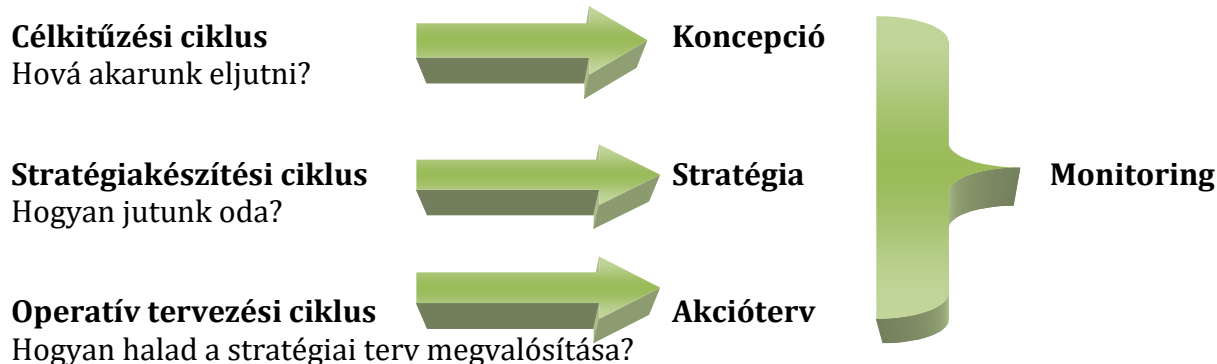 Célkitűzési ciklus
Hová akarunk eljutni?
Koncepció
Stratégiakészítési ciklus
Hogyan jutunk oda?
Stratégia
Monitoring
Operatív tervezési ciklus
Akcióterv
Hogyan halad a stratégiai terv megvalósítása?